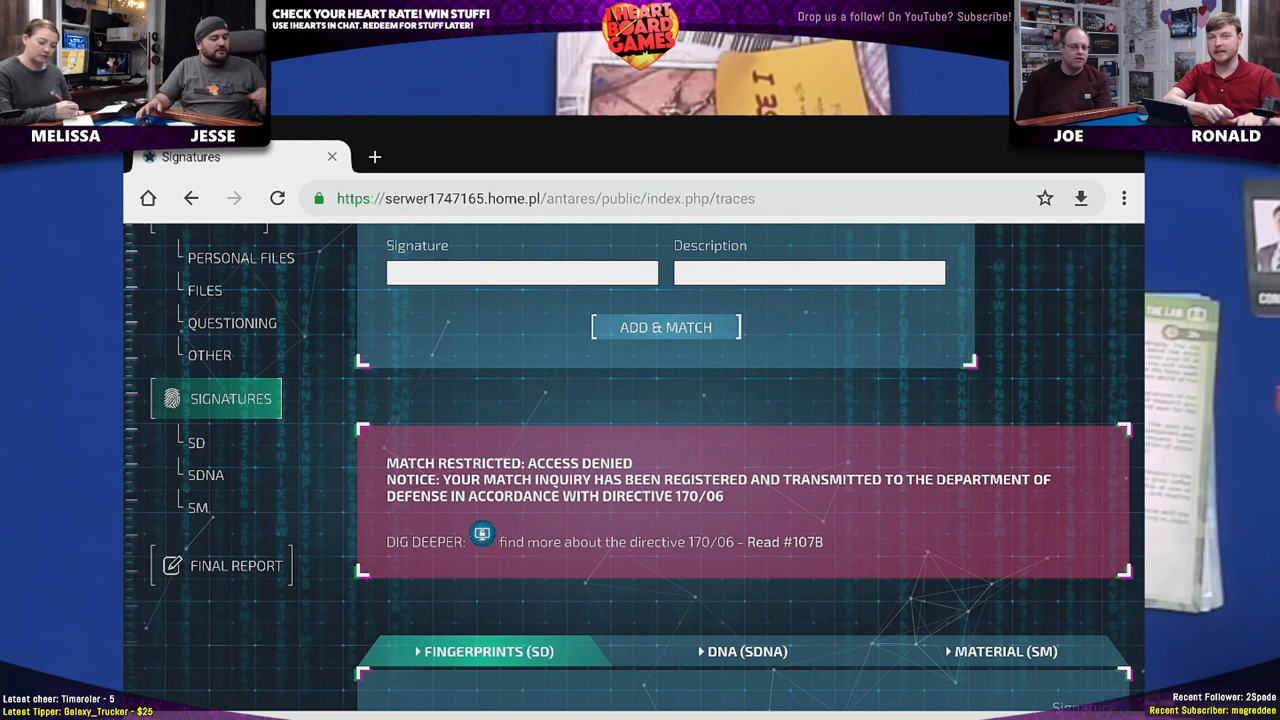 CHECK YOUR HEART RATE! WIN STUFF!
USE !HEARTS IN CHAT. REDEEM FOR STUFF LATER!
I HEART
BOARD
GAMES
Drop us a follow! On YouTube? Subscribe!
MELISSA
JESSE
JOE
RONALD
Signatures
https://serwer1747165.home.pl/antares/public/index.php/traces
PERSONAL FILES
FILES
QUESTIONING
OTHER
SIGNATURES
SD
SDNA
SM
FINAL REPORT
Signature
Description
ADD & MATCH
MATCH RESTRICTED: ACCESS DENIED
NOTICE: YOUR MATCH INQUIRY HAS BEEN REGISTERED AND TRANSMITTED TO THE DEPARTMENT OF
DEFENSE IN ACCORDANCE WITH DIRECTIVE 170/06
DIG DEEPER: find more about the directive 170/06 - Read #107B
FINGERPRINTS (SD)
DNA (SDNA)
MATERIAL (SM)
Signature
THE LAB
Latest cheer: Timeroler - 5
Latest Tipper: Galaxy_Trucker - $25
Recent Follower: 2Spade
Recent Subscriber: magreddee